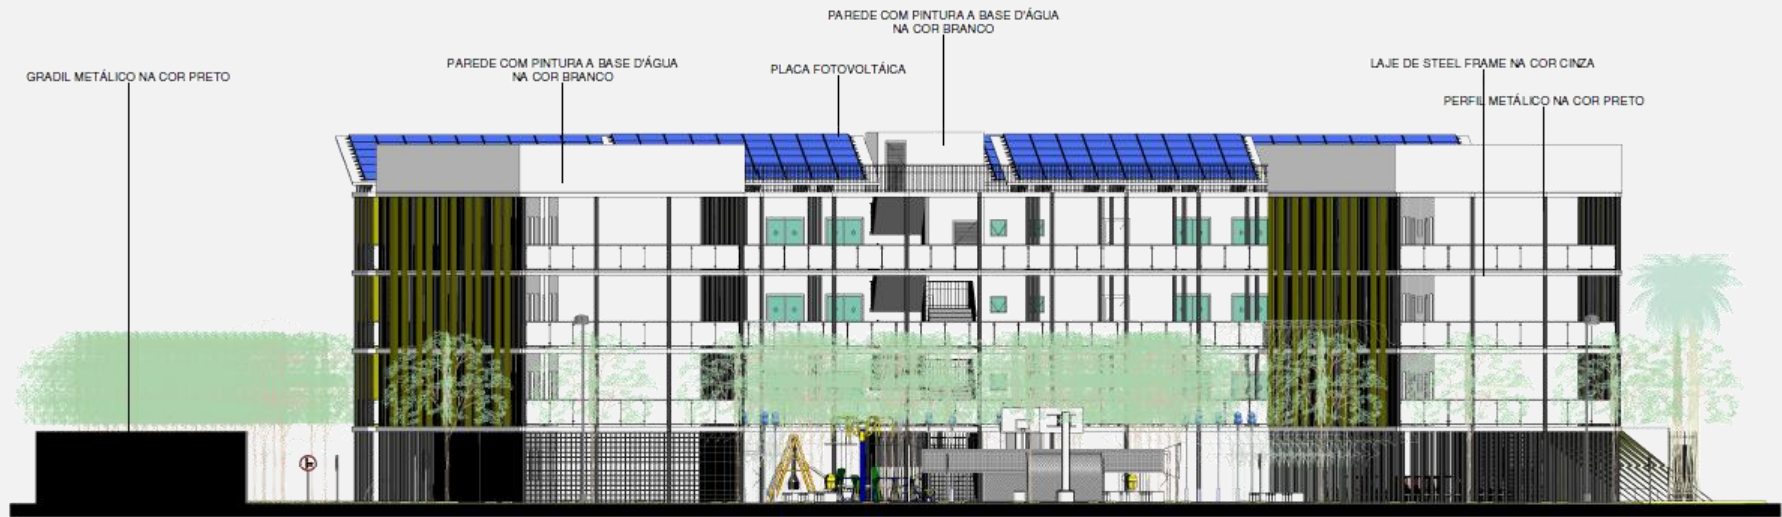 PAREDE COM PINTURA A BASE D'ÁGUA
NA COR BRANCO
PAREDE COM PINTURA A BASE D'ÁGUA
NA COR BRANCO
PLACA FOTOVOLTÁICA
LAJE DE STEEL FRAME NA COR CINZA
GRADIL METÁLICO NA COR PRETO
PERFIL METÁLICO NA COR PRETO